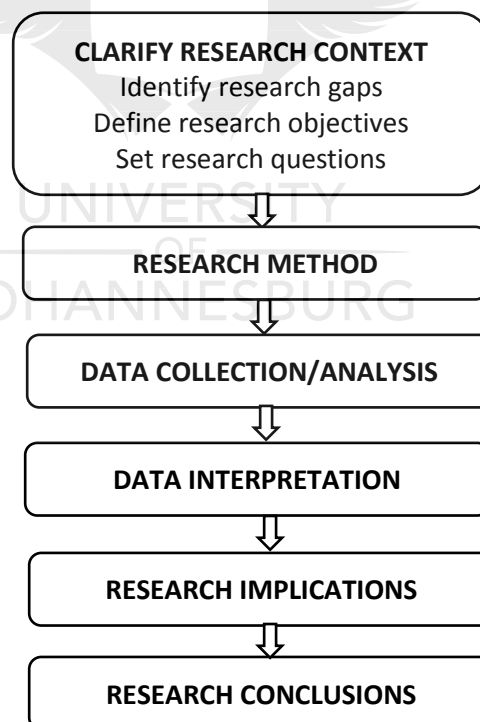 CLARIFY RESEARCH CONTEXT
Identify research gaps
Define research objectives
Set research questions
UNIVERSITY
OF
RESEARCH METHOD
OHANNESBURG
DATA COLLECTION/ANALYSIS
DATA INTERPRETATION
RESEARCH IMPLICATIONS
RESEARCH CONCLUSIONS